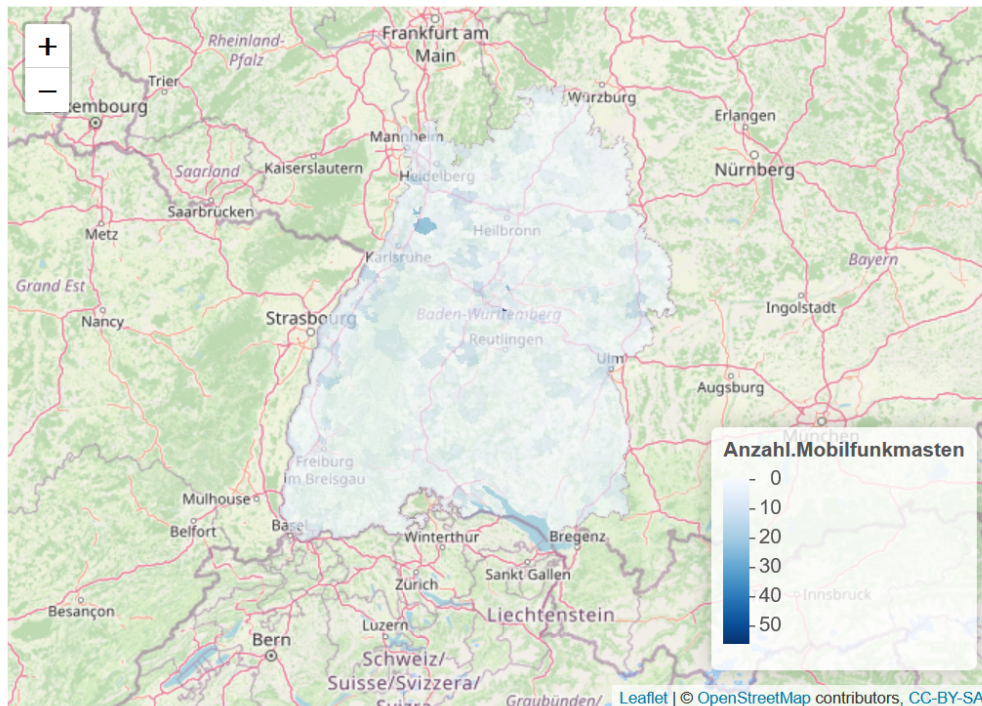 +
−
Rheinland-
Pfalz
Frankfurt am
Main
Trier
Würzburg
Erlangen
Mannheim
Kaiserslautern
Heidelberg
Nürnberg
Saarland
Saarbrücken
Metz
Heilbronn
Karlsruhe
Bayern
Grand Est
Nancy
Strasbourg
Baden-Württemberg
Ingolstadt
Reutlingen
Ulm
Augsburg
München
Anzahl.Mobilfunkmasten
0
10
20
30
40
50
Freiburg
im Breisgau
Mulhouse
Belfort
Basel
Winterthur
Bregenz
Zürich
Sankt Gallen
Besançon
Innsbruck
Liechtenstein
Luzern
Bern
Schweiz/
Suisse/Svizzera/
Graubünden/
Leaflet | © OpenStreetMap contributors, CC-BY-SA